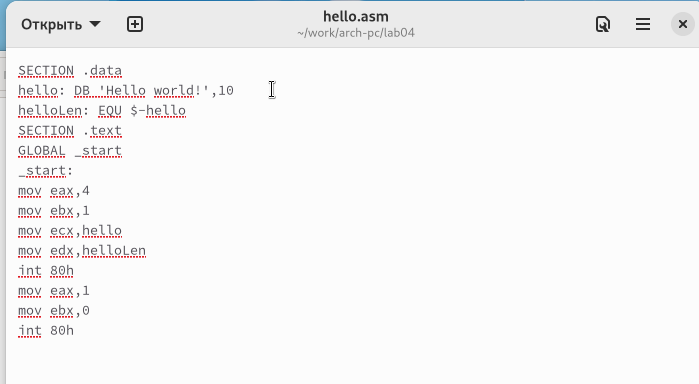 Открыть
hello.asm
~/work/arch-pc/lab04
SECTION .data
hello: DB 'Hello world!',10
helloLen: EQU $-hello
SECTION .text
GLOBAL _start
_start:
mov eax,4
mov ebx,1
mov ecx,hello
mov edx,helloLen
int 80h
mov eax,1
mov ebx,0
int 80h